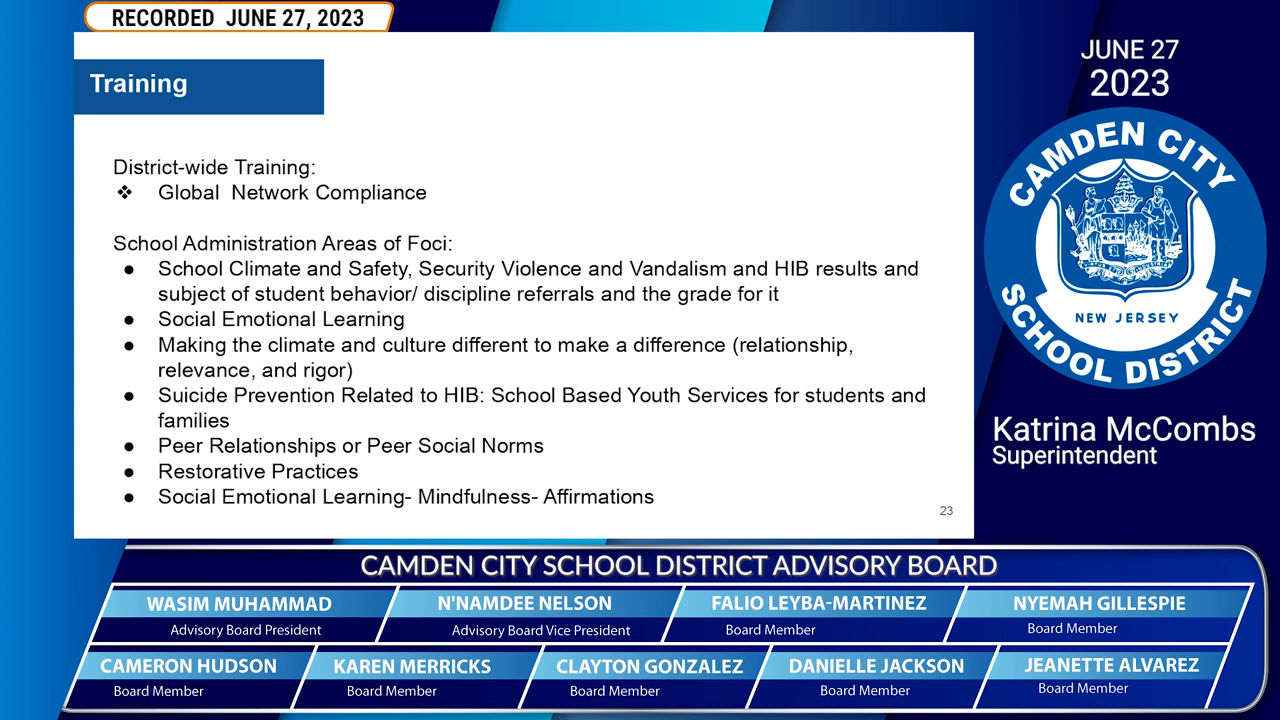 RECORDED JUNE 27, 2023
Training
District-wide Training:
❖ Global Network Compliance
School Administration Areas of Foci:
● School Climate and Safety, Security Violence and Vandalism and HIB results and
subject of student behavior/ discipline referrals and the grade for it
● Social Emotional Learning
● Making the climate and culture different to make a difference (relationship,
relevance, and rigor)
● Suicide Prevention Related to HIB: School Based Youth Services for students and
families
● Peer Relationships or Peer Social Norms
● Restorative Practices
● Social Emotional Learning- Mindfulness- Affirmations
23
JUNE 27
2023
CAMDEN CITY
NEW JERSEY
SCHOOL DISTRICT
Katrina McCombs
Superintendent
CAMDEN CITY SCHOOL DISTRICT ADVISORY BOARD
WASIM MUHAMMAD
Advisory Board President
N'NAMDEE NELSON
Advisory Board Vice President
FALIO LEYBA-MARTINEZ
Board Member
NYEMAH GILLESPIE
Board Member
CAMERON HUDSON
Board Member
KAREN MERRICKS
Board Member
CLAYTON GONZALEZ
Board Member
DANIELLE JACKSON
Board Member
JEANETTE ALVAREZ
Board Member